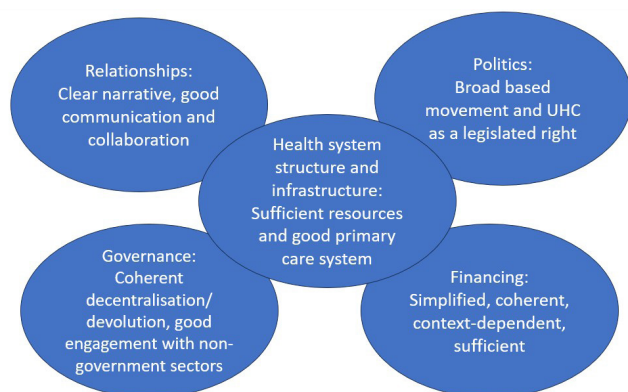 Relationships:
Clear narrative, good
communication and
collaboration
Politics:
Broad based
movement and UHC
as a legislated right
Health system
structure and
infrastructure:
Sufficient resources
and good primary
care system
Governance:
Coherent
decentralisation/
devolution, good
engagement with non-
government sectors
Financing:
Simplified, coherent,
context-dependent,
sufficient